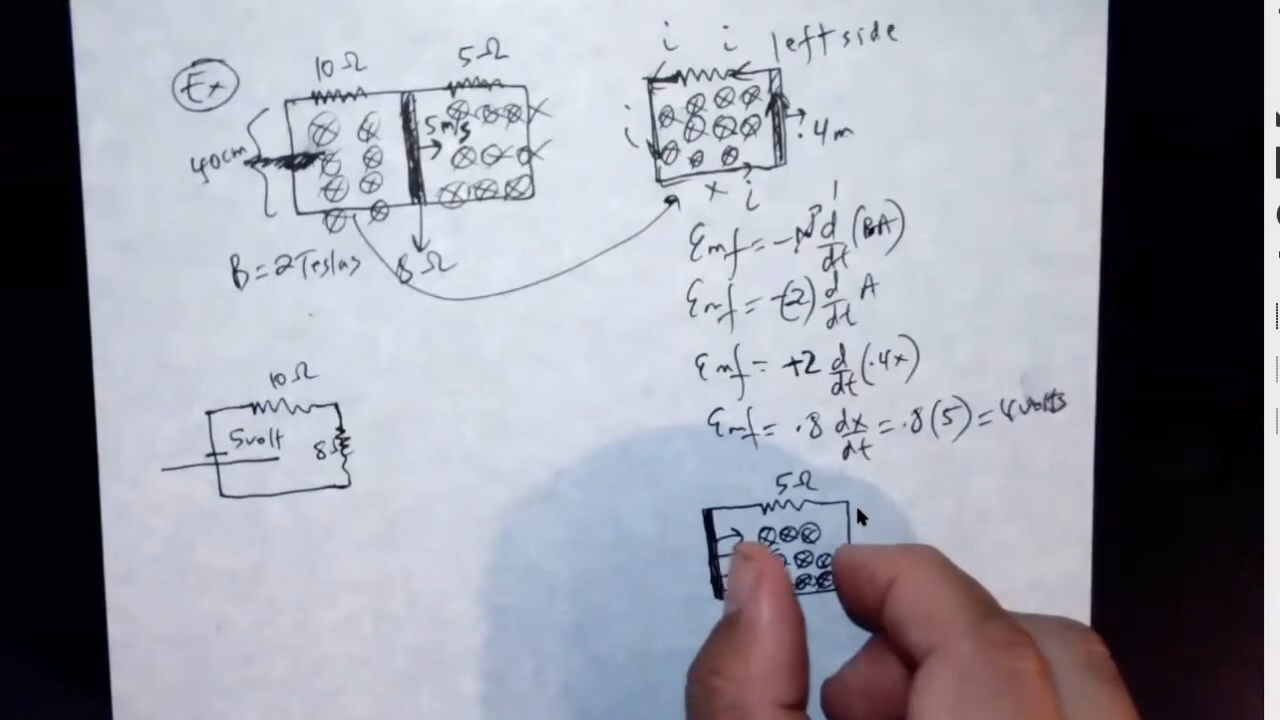 Ex
10Ω
5Ω
40cm
5m/s
B=2Teslas
8Ω
i i left side
i
i
.4m
x i
Emf = -N d/dt (BA)
1
Emf = -(2) d/dt A
Emf = +2 d/dt (.4x)
Emf = .8 dx/dt = .8(5) = 4 volts
10Ω
5volt
8Ω
5Ω